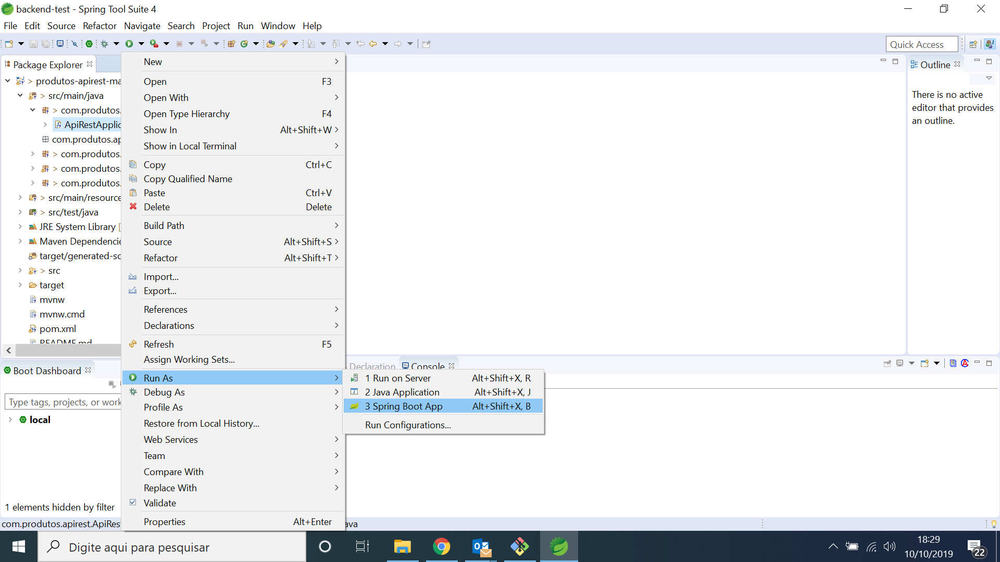 backend-test - Spring Tool Suite 4
File Edit Source Refactor Navigate Search Project Run Window Help
Quick Access
Package Explorer
> produtos-apirest-ma
> src/main/java
> com.produtos.
ApiRestApplic
com.produtos.ap
> com.produtos.
> com.produtos.
> com.produtos.
> src/main/resource
> src/test/java
JRE System Library [
Maven Dependencie
target/generated-so
> src
target
mvnw
mvnw.cmd
pom.xml
README.md
New
Open F3
Open With
Open Type Hierarchy F4
Show In Alt+Shift+W
Show in Local Terminal
Copy Ctrl+C
Copy Qualified Name
Paste Ctrl+V
Delete Delete
Build Path
Source Alt+Shift+S
Refactor Alt+Shift+T
Import...
Export...
References
Declarations
Refresh F5
Assign Working Sets...
Run As
Debug As
Profile As
Restore from Local History...
Web Services
Team
Compare With
Replace With
Validate
Properties Alt+Enter
1 Run on Server Alt+Shift+X, R
2 Java Application Alt+Shift+X, J
3 Spring Boot App Alt+Shift+X, B
Run Configurations...
Outline
There is no active
editor that provides
an outline.
Declaration Console
Boot Dashboard
Type tags, projects, or work
local
1 elements hidden by filter
com.produtos.apirest.ApiRes
ava
Digite aqui para pesquisar
18:29
10/10/2019
22